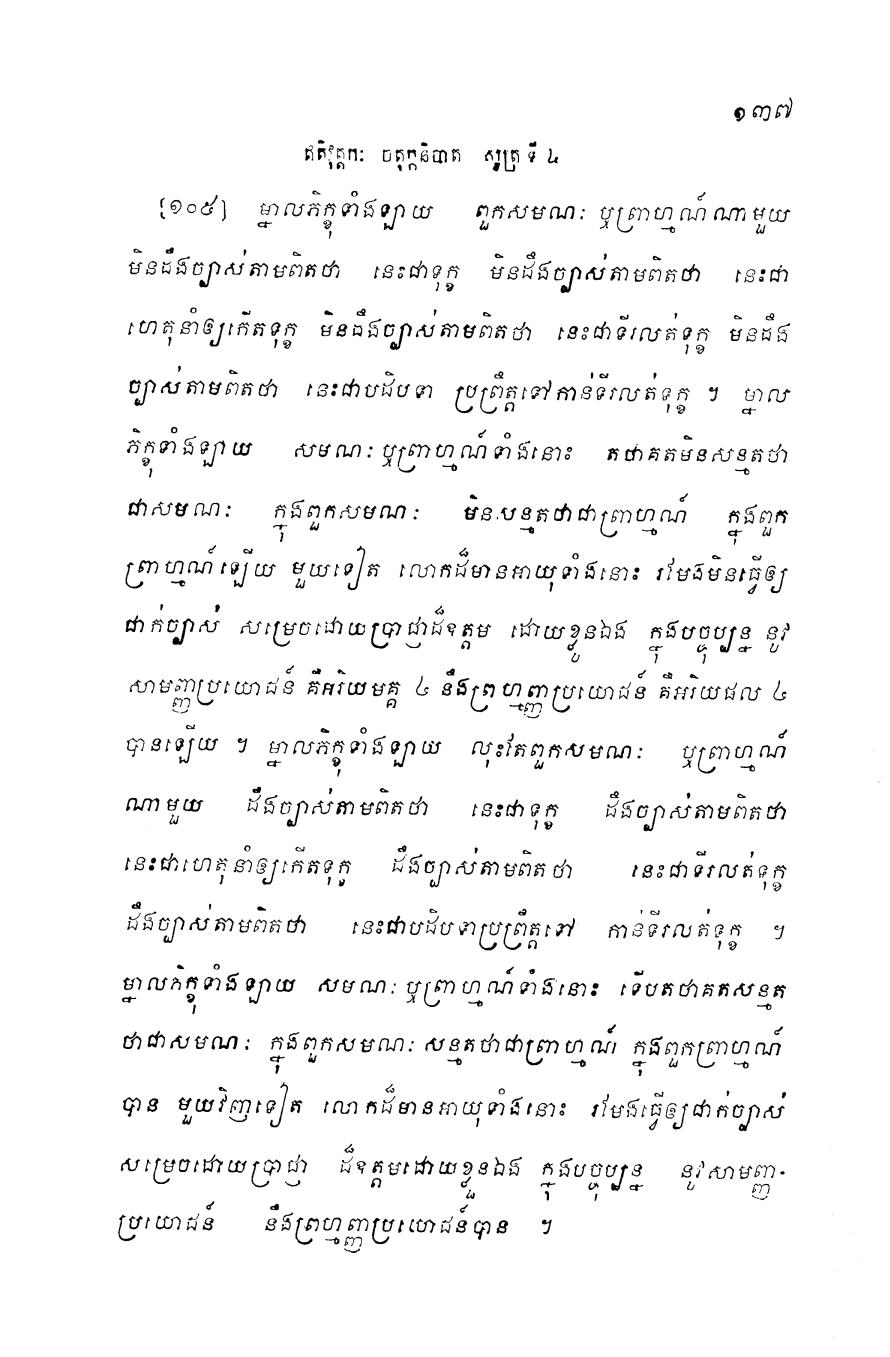 ១៣៧
ឥតិវុត្តកៈ ចតុក្កនិបាត សូត្រទី ៤
[១០៥] ម្នាលភិក្ខុទាំងឡាយ ពួកសមណៈ ឬព្រាហ្មណ៍ណាមួយ
មិនដឹងច្បាស់តាមពិតថា នេះជាទុក្ខ មិនដឹងច្បាស់តាមពិតថា នេះជា
ហេតុនាំឲ្យកើតទុក្ខ មិនដឹងច្បាស់តាមពិតថា នេះជាទីរលត់ទុក្ខ មិនដឹង
ច្បាស់តាមពិតថា នេះជាបដិបទា ប្រព្រឹត្តទៅកាន់ទីរលត់ទុក្ខ ។ ម្នាល
ភិក្ខុទាំងឡាយ សមណៈឬព្រាហ្មណ៍ទាំងនោះ តថាគតមិនសន្មតថា
ជាសមណៈ ក្នុងពួកសមណៈ មិនសន្មតថាជាព្រាហ្មណ៍ ក្នុងពួក
ព្រាហ្មណ៍ឡើយ មួយទៀត លោកដ៏មានអាយុទាំងនោះ រមែងមិនធ្វើឲ្យ
ជាក់ច្បាស់ សម្រេចដោយប្រាជ្ញាដ៏ឧត្តម ដោយខ្លួនឯង ក្នុងបច្ចុប្បន្ន នូវ
សាមញ្ញប្រយោជន៍ គឺអរិយមគ្គ ៤ នឹងព្រហ្មញ្ញប្រយោជន៍ គឺអរិយផល ៤
បានឡើយ ។ ម្នាលភិក្ខុទាំងឡាយ លុះតែពួកសមណៈ ឬព្រាហ្មណ៍
ណាមួយ ដឹងច្បាស់តាមពិតថា នេះជាទុក្ខ ដឹងច្បាស់តាមពិតថា
នេះជាហេតុនាំឲ្យកើតទុក្ខ ដឹងច្បាស់តាមពិតថា នេះជាទីរលត់ទុក្ខ
ដឹងច្បាស់តាមពិតថា នេះជាបដិបទាប្រព្រឹត្តទៅ កាន់ទីរលត់ទុក្ខ ។
ម្នាលភិក្ខុទាំងឡាយ សមណៈឬព្រាហ្មណ៍ទាំងនោះ ទើបតថាគតសន្មត
ថាជាសមណៈ ក្នុងពួកសមណៈ សន្មតថាជាព្រាហ្មណ៍ ក្នុងពួកព្រាហ្មណ៍
បាន មួយវិញទៀត លោកដ៏មានអាយុទាំងនោះ រមែងធ្វើឲ្យជាក់ច្បាស់
សម្រេចដោយប្រាជ្ញា ដ៏ឧត្តមដោយខ្លួនឯង ក្នុងបច្ចុប្បន្ន នូវសាមញ្ញ-
ប្រយោជន៍ នឹងព្រហ្មញ្ញប្រយោជន៍បាន ។